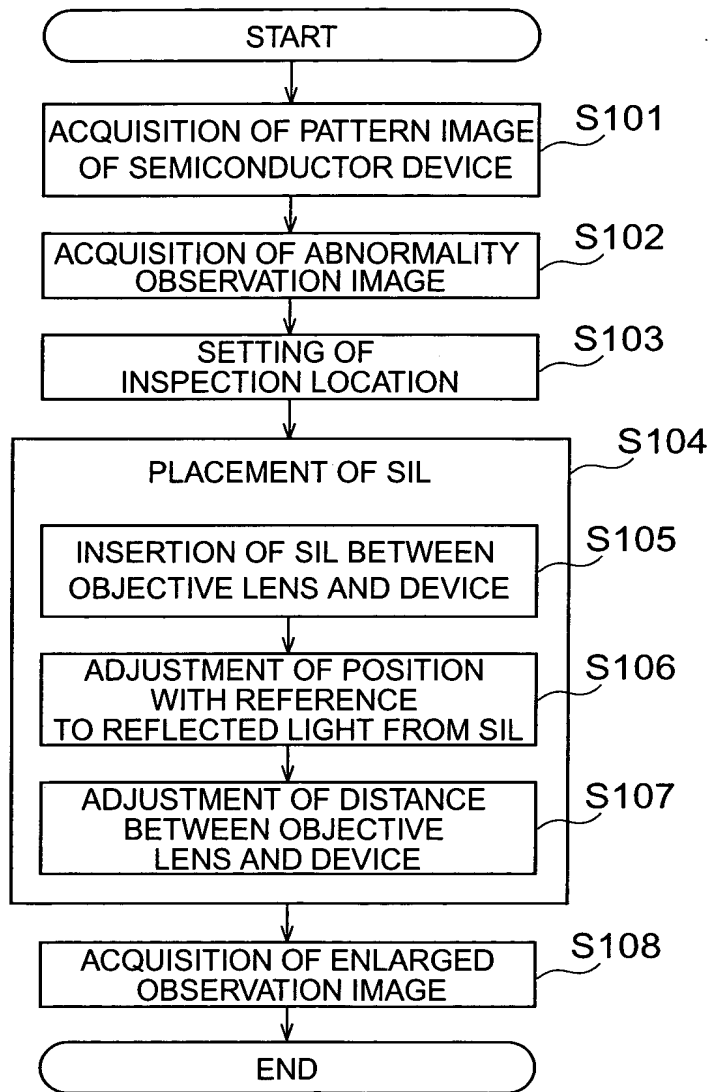 START
ACQUISITION OF PATTERN IMAGE
OF SEMICONDUCTOR DEVICE
S101
ACQUISITION OF ABNORMALITY
OBSERVATION IMAGE
S102
SETTING OF
INSPECTION LOCATION
S103
PLACEMENT OF SIL
S104
INSERTION OF SIL BETWEEN
OBJECTIVE LENS AND DEVICE
S105
ADJUSTMENT OF POSITION
WITH REFERENCE
TO REFLECTED LIGHT FROM SIL
S106
ADJUSTMENT OF DISTANCE
BETWEEN OBJECTIVE
LENS AND DEVICE
S107
ACQUISITION OF ENLARGED
OBSERVATION IMAGE
S108
END